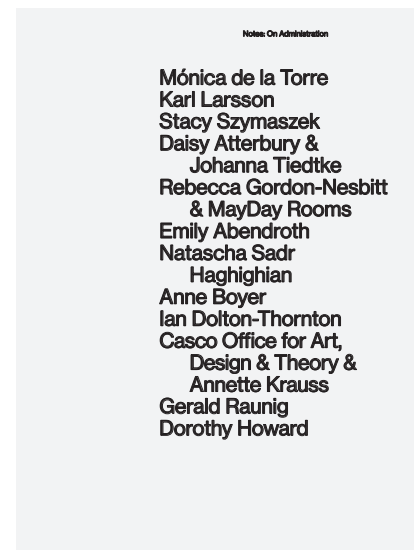 Notes: On Administration
Mónica de la Torre
Karl Larsson
Stacy Szymaszek
Daisy Atterbury &
Johanna Tiedtke
Rebecca Gordon-Nesbitt
& MayDay Rooms
Emily Abendroth
Natascha Sadr
Haghighian
Anne Boyer
Ian Dolton-Thornton
Casco Office for Art,
Design & Theory &
Annette Krauss
Gerald Raunig
Dorothy Howard